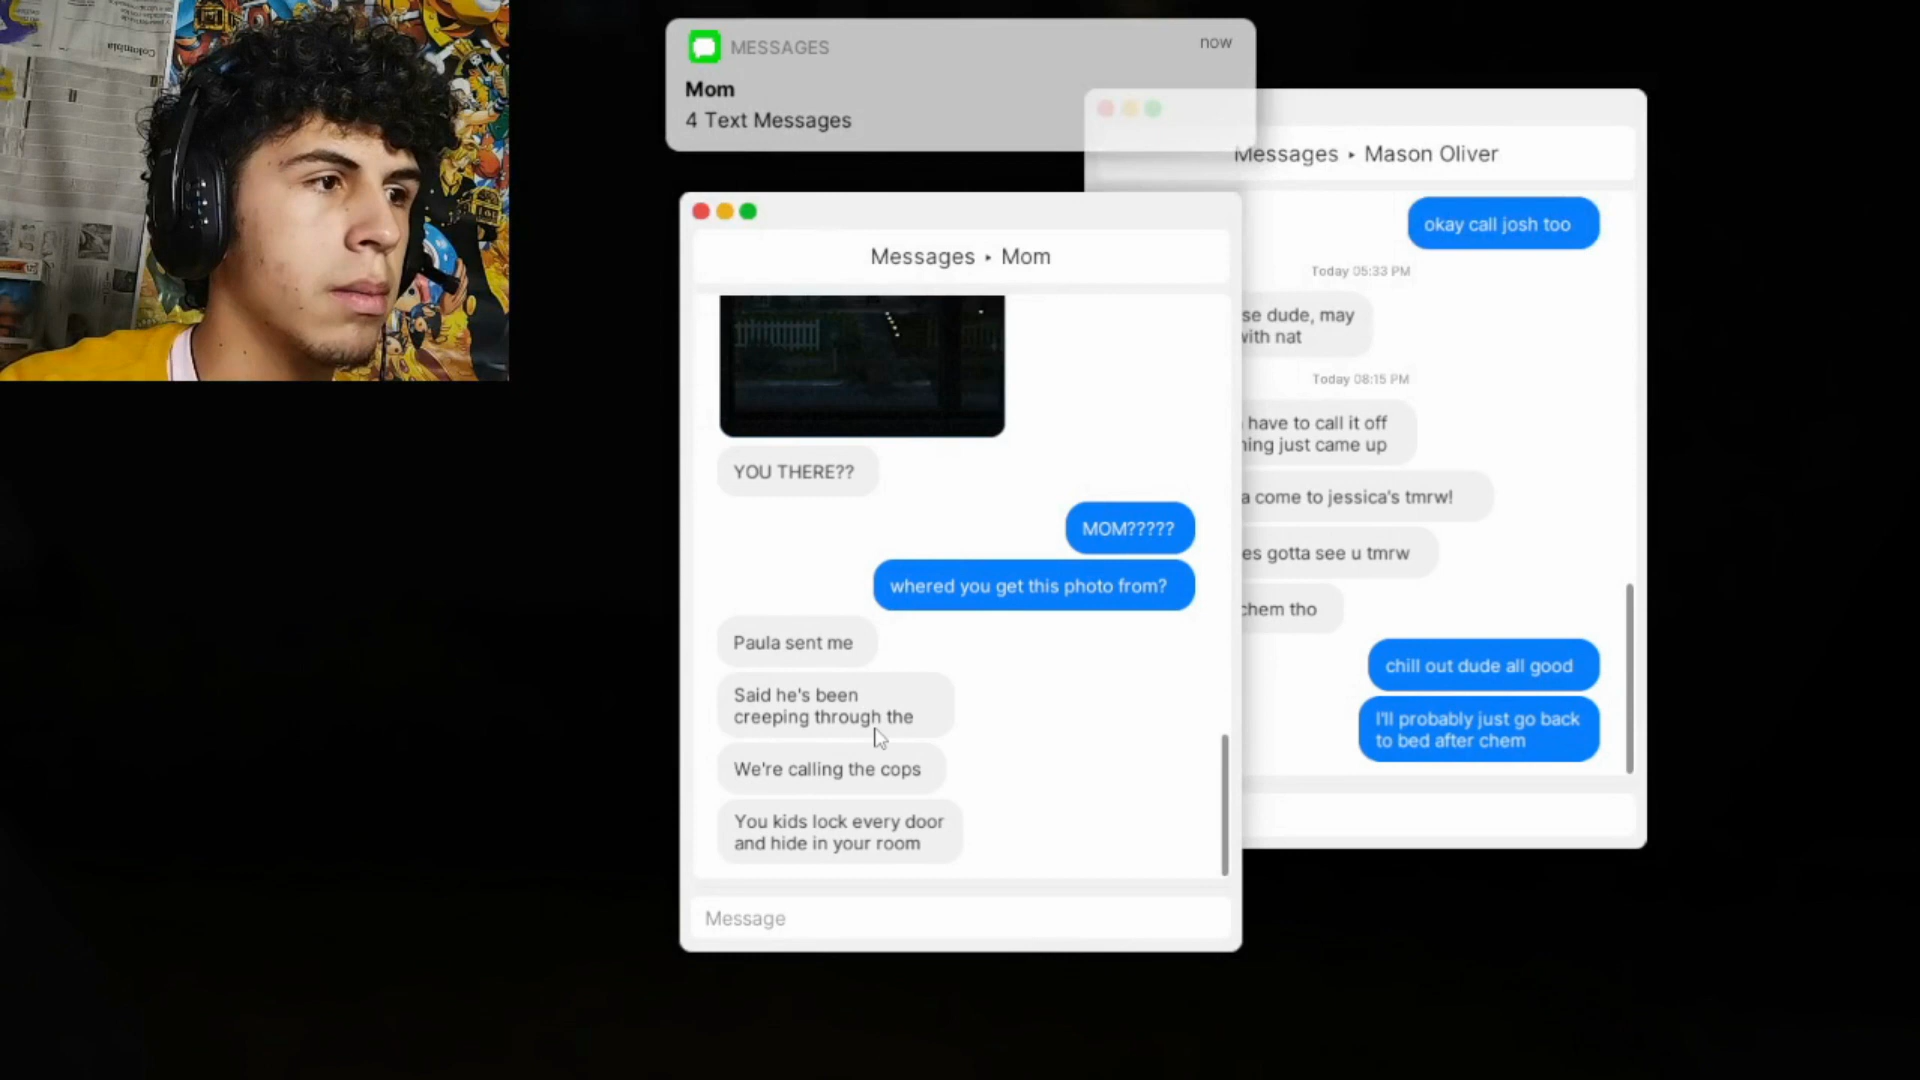 Colombia
MESSAGES
now
Mom
4 Text Messages
Messages ‣ Mason Oliver
okay call josh too
Today 05:33 PM
se dude, may
with nat
Today 08:15 PM
have to call it off
just came up
come to jessica's tmrw!
gotta see u tmrw
chem tho
chill out dude all good
I'll probably just go back
to bed after chem
Messages ‣ Mom
YOU THERE??
MOM?????
whered you get this photo from?
Paula sent me
Said he's been
creeping through the
We're calling the cops
You kids lock every door
and hide in your room
Message